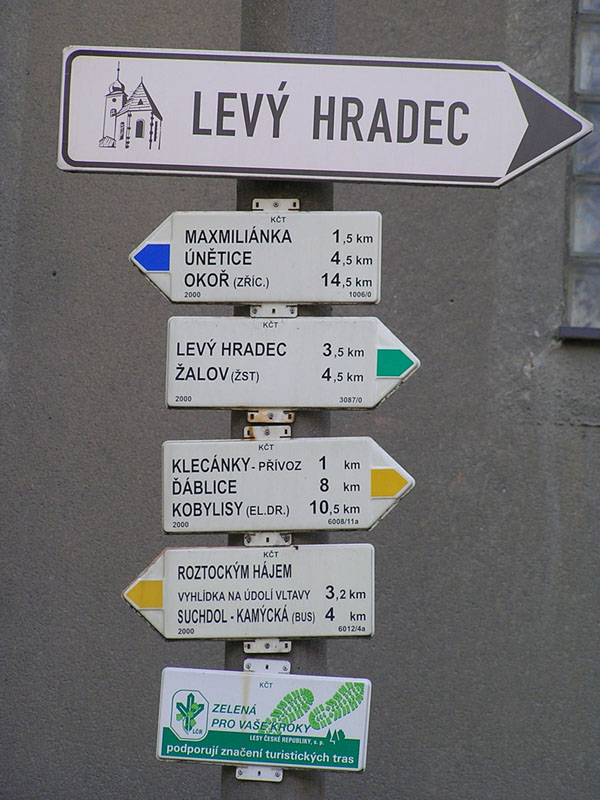 LEVÝ HRADEC
KČT
MAXMILIÁNKA 1,5 km
ÚNĚTICE 4,5 km
OKOŘ (ZŘÍC.) 14,5 km
2000 1006/0
KČT
LEVÝ HRADEC 3,5 km
ŽALOV (ŽST) 4,5 km
2000 3087/0
KČT
KLECÁNKY - PŘÍVOZ 1 km
ĎÁBLICE 8 km
KOBYLISY (EL.DR.) 10,5 km
2000 6008/11a
KČT
ROZTOCKÝM HÁJEM
VYHLÍDKA NA ÚDOLÍ VLTAVY 3,2 km
SUCHDOL - KAMÝCKÁ (BUS) 4 km
2000 6012/4a
KČT
ZELENÁ
PRO VAŠE KROKY
LČR
LESY ČESKÉ REPUBLIKY, s. p.
podporují značení turistických tras